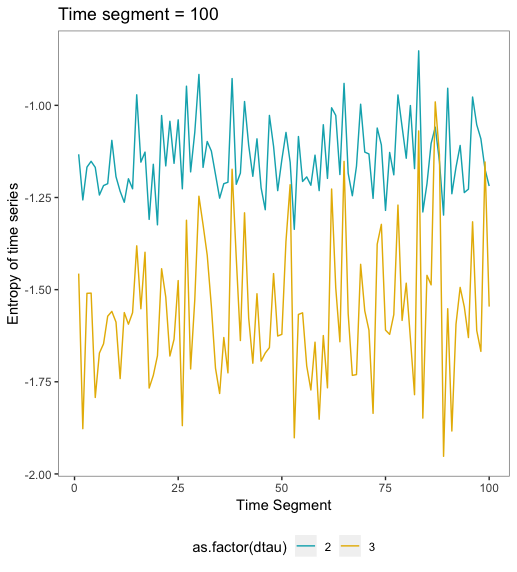 Time segment = 100
Entropy of time series
-1.00
-1.25
-1.50
-1.75
-2.00
0 25 50 75 100
Time Segment
as.factor(dtau) 2 3